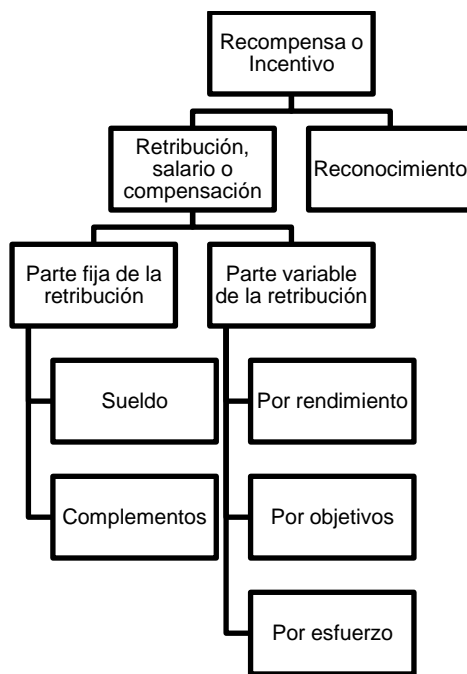 Recompensa o
Incentivo
Retribución,
salario o
compensación
Reconocimiento
Parte fija de la
retribución
Parte variable
de la retribución
Sueldo
Complementos
Por rendimiento
Por objetivos
Por esfuerzo